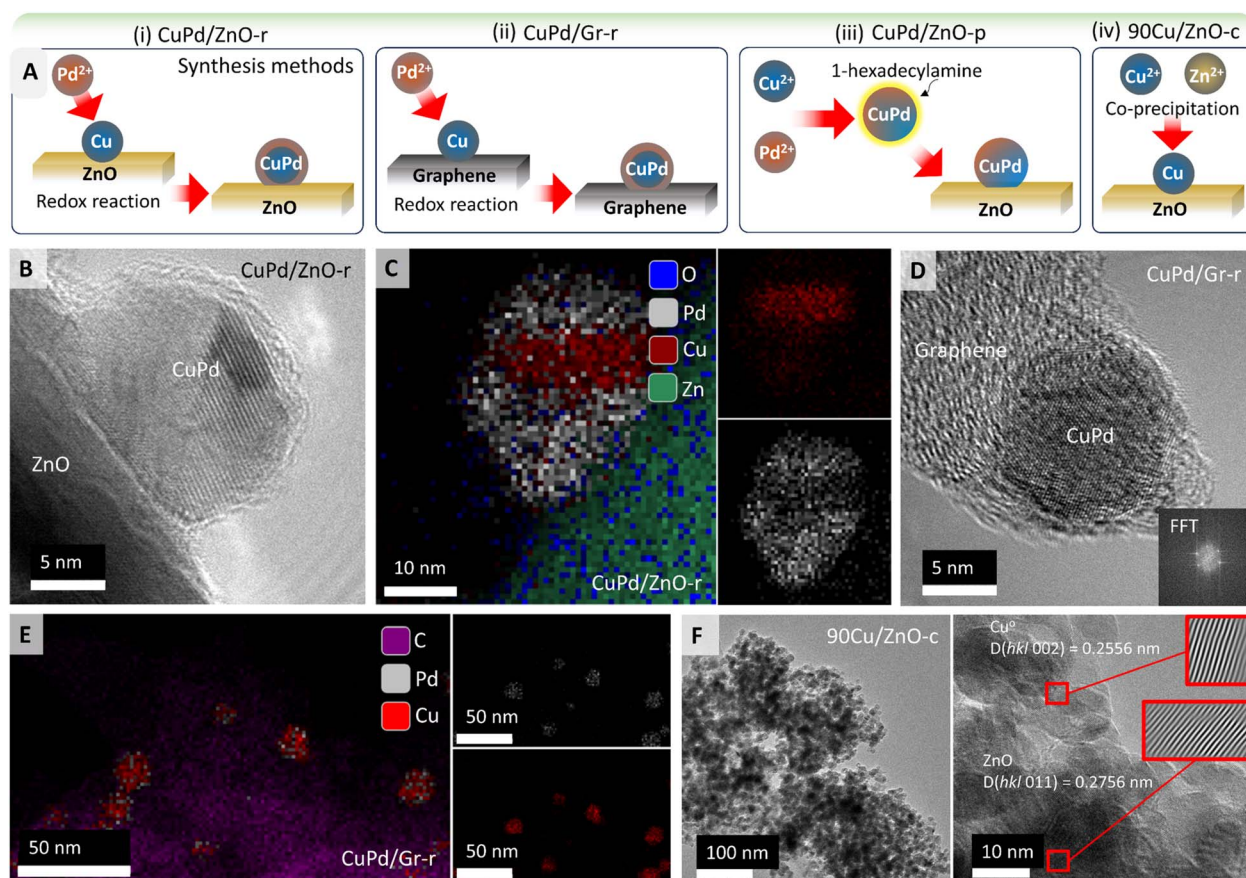 (i) CuPd/ZnO-r
(ii) CuPd/Gr-r
(iii) CuPd/ZnO-p
(iv) 90Cu/ZnO-c
A
Pd²⁺
Synthesis methods
Cu
ZnO
Redox reaction
CuPd
ZnO
Pd²⁺
Cu
Graphene
Redox reaction
CuPd
Graphene
Cu²⁺
Pd²⁺
1-hexadecylamine
CuPd
CuPd
ZnO
Cu²⁺
Zn²⁺
Co-precipitation
Cu
ZnO
B
CuPd/ZnO-r
CuPd
ZnO
5 nm
C
O
Pd
Cu
Zn
10 nm
CuPd/ZnO-r
D
CuPd/Gr-r
Graphene
CuPd
5 nm
FFT
E
C
Pd
Cu
50 nm
CuPd/Gr-r
50 nm
50 nm
F
90Cu/ZnO-c
100 nm
Cu⁰
D(hkl 002) = 0.2556 nm
ZnO
D(hkl 011) = 0.2756 nm
10 nm